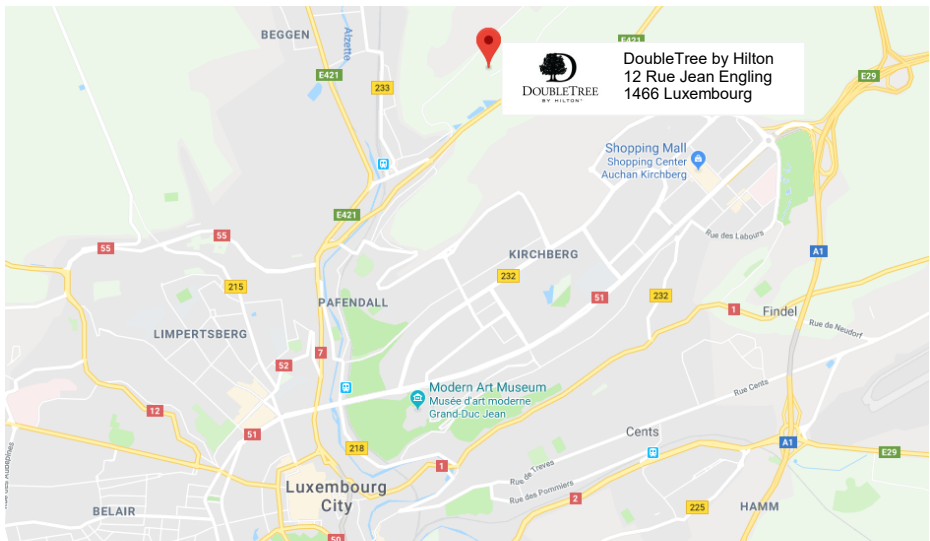 BEGGEN
Alzette
E421
233
E421
E29
DOUBLETREE
BY HILTON
DoubleTree by Hilton
12 Rue Jean Engling
1466 Luxembourg
Shopping Mall
Shopping Center
Auchan Kirchberg
E421
55
55
KIRCHBERG
Rue des Labours
A1
215
232
232
51
PAFENDALL
1
Findel
Rue de Neudorf
LIMPERTSBERG
7
52
Modern Art Museum
Musée d'art moderne
Grand-Duc Jean
Rue Cents
12
51
Cents
218
A1
E29
1
Rue de Treves
Luxembourg
City
Rue des Pommiers
2
225
HAMM
BELAIR
50